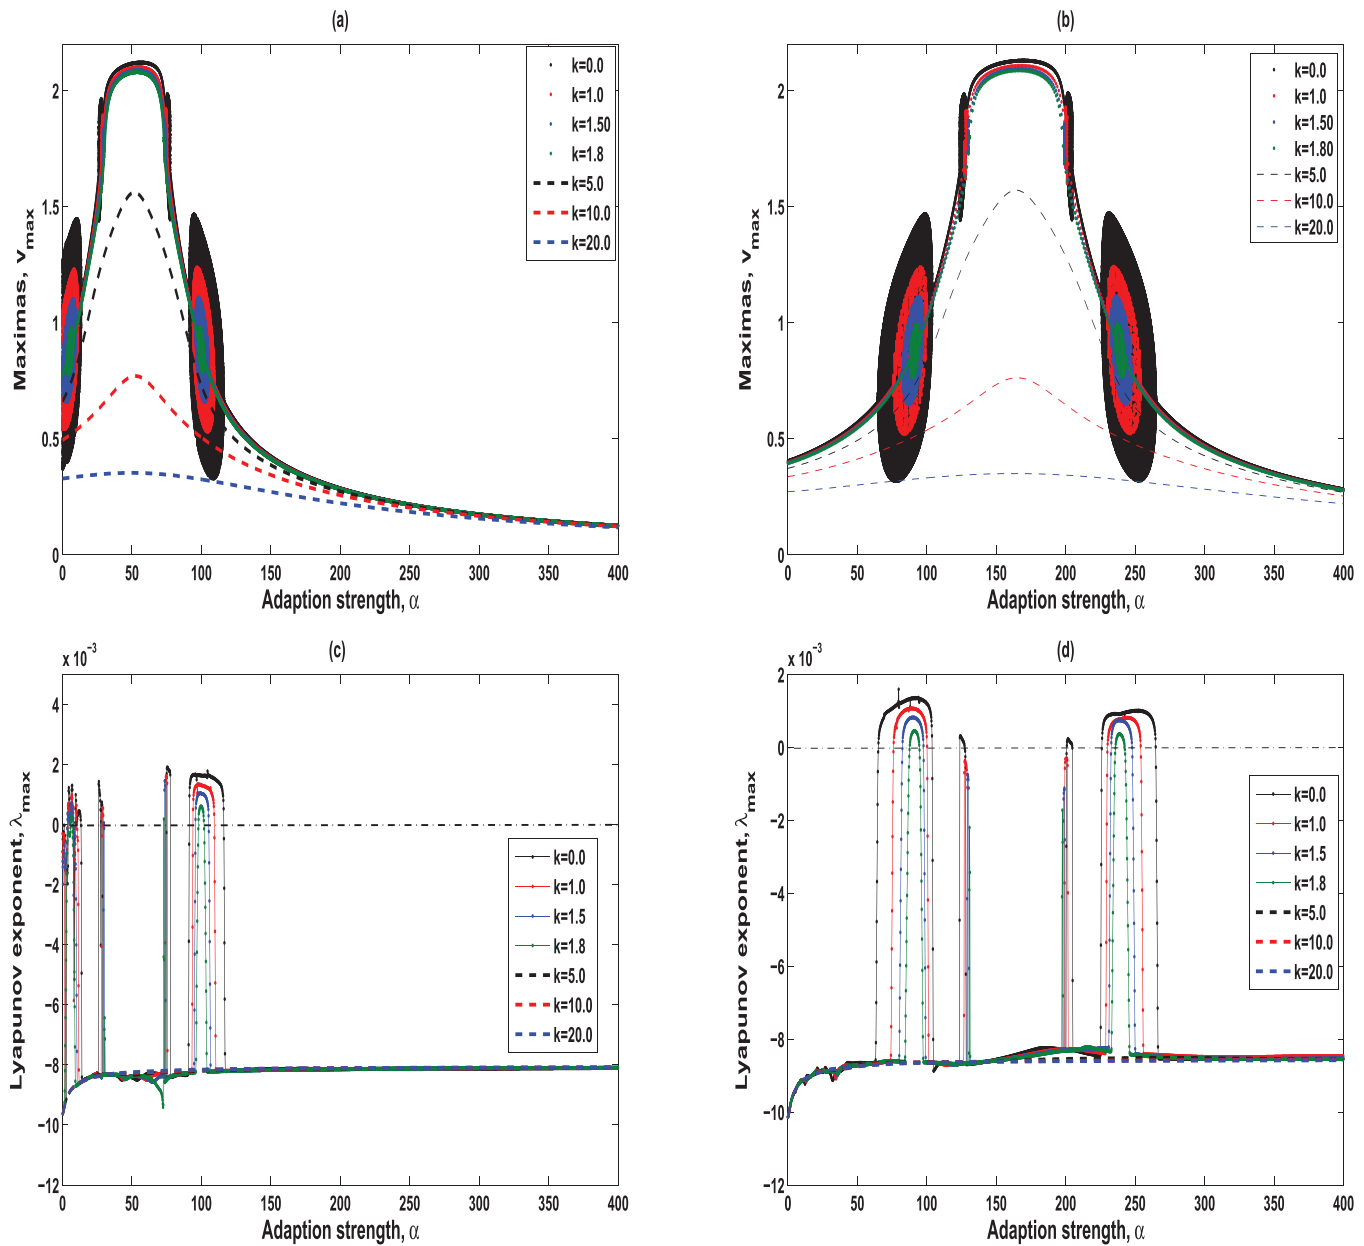 (a)
2
1.5
1
0.5
0
Maximas, v_max
0 50 100 150 200 250 300 350 400
Adaption strength, α
k=0.0
k=1.0
k=1.50
k=1.8
k=5.0
k=10.0
k=20.0
(b)
2
1.5
1
0.5
0
Maximas, v_max
0 50 100 150 200 250 300 350 400
Adaption strength, α
k=0.0
k=1.0
k=1.50
k=1.80
k=5.0
k=10.0
k=20.0
(c)
x 10⁻³
4
2
0
−2
−4
−6
−8
−10
−12
Lyapunov exponent, λ_max
0 50 100 150 200 250 300 350 400
Adaption strength, α
k=0.0
k=1.0
k=1.5
k=1.8
k=5.0
k=10.0
k=20.0
(d)
x 10⁻³
2
0
−2
−4
−6
−8
−10
−12
Lyapunov exponent, λ_max
0 50 100 150 200 250 300 350 400
Adaption strength, α
k=0.0
k=1.0
k=1.5
k=1.8
k=5.0
k=10.0
k=20.0